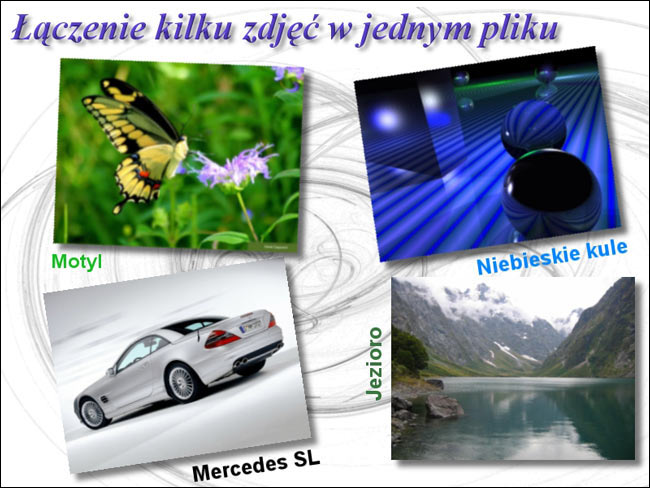 Łączenie kilku zdjęć w jednym pliku
Motyl
Niebieskie kule
Jezioro
Mercedes SL